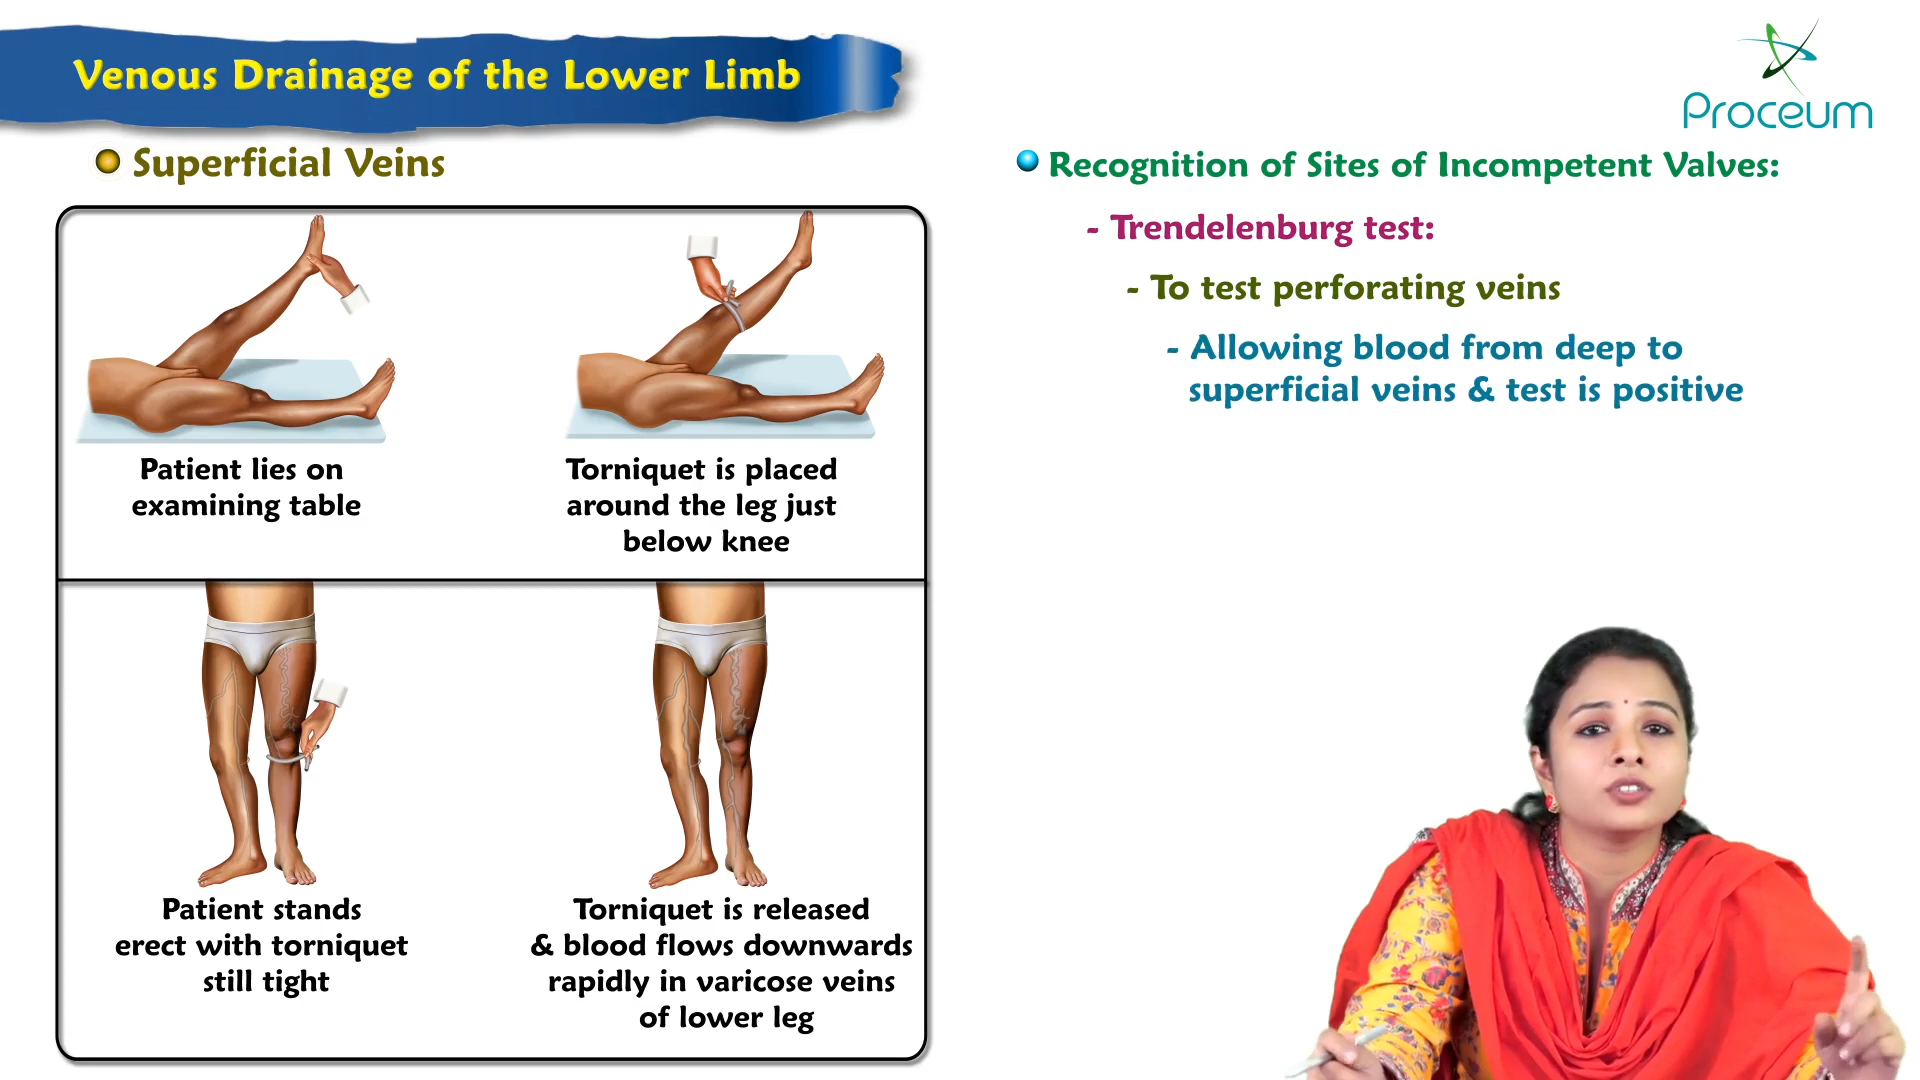 Venous Drainage of the Lower Limb
Proceum
Superficial Veins
Patient lies on
examining table
Torniquet is placed
around the leg just
below knee
Patient stands
erect with torniquet
still tight
Torniquet is released
& blood flows downwards
rapidly in varicose veins
of lower leg
Recognition of Sites of Incompetent Valves:
- Trendelenburg test:
- To test perforating veins
- Allowing blood from deep to
superficial veins & test is positive